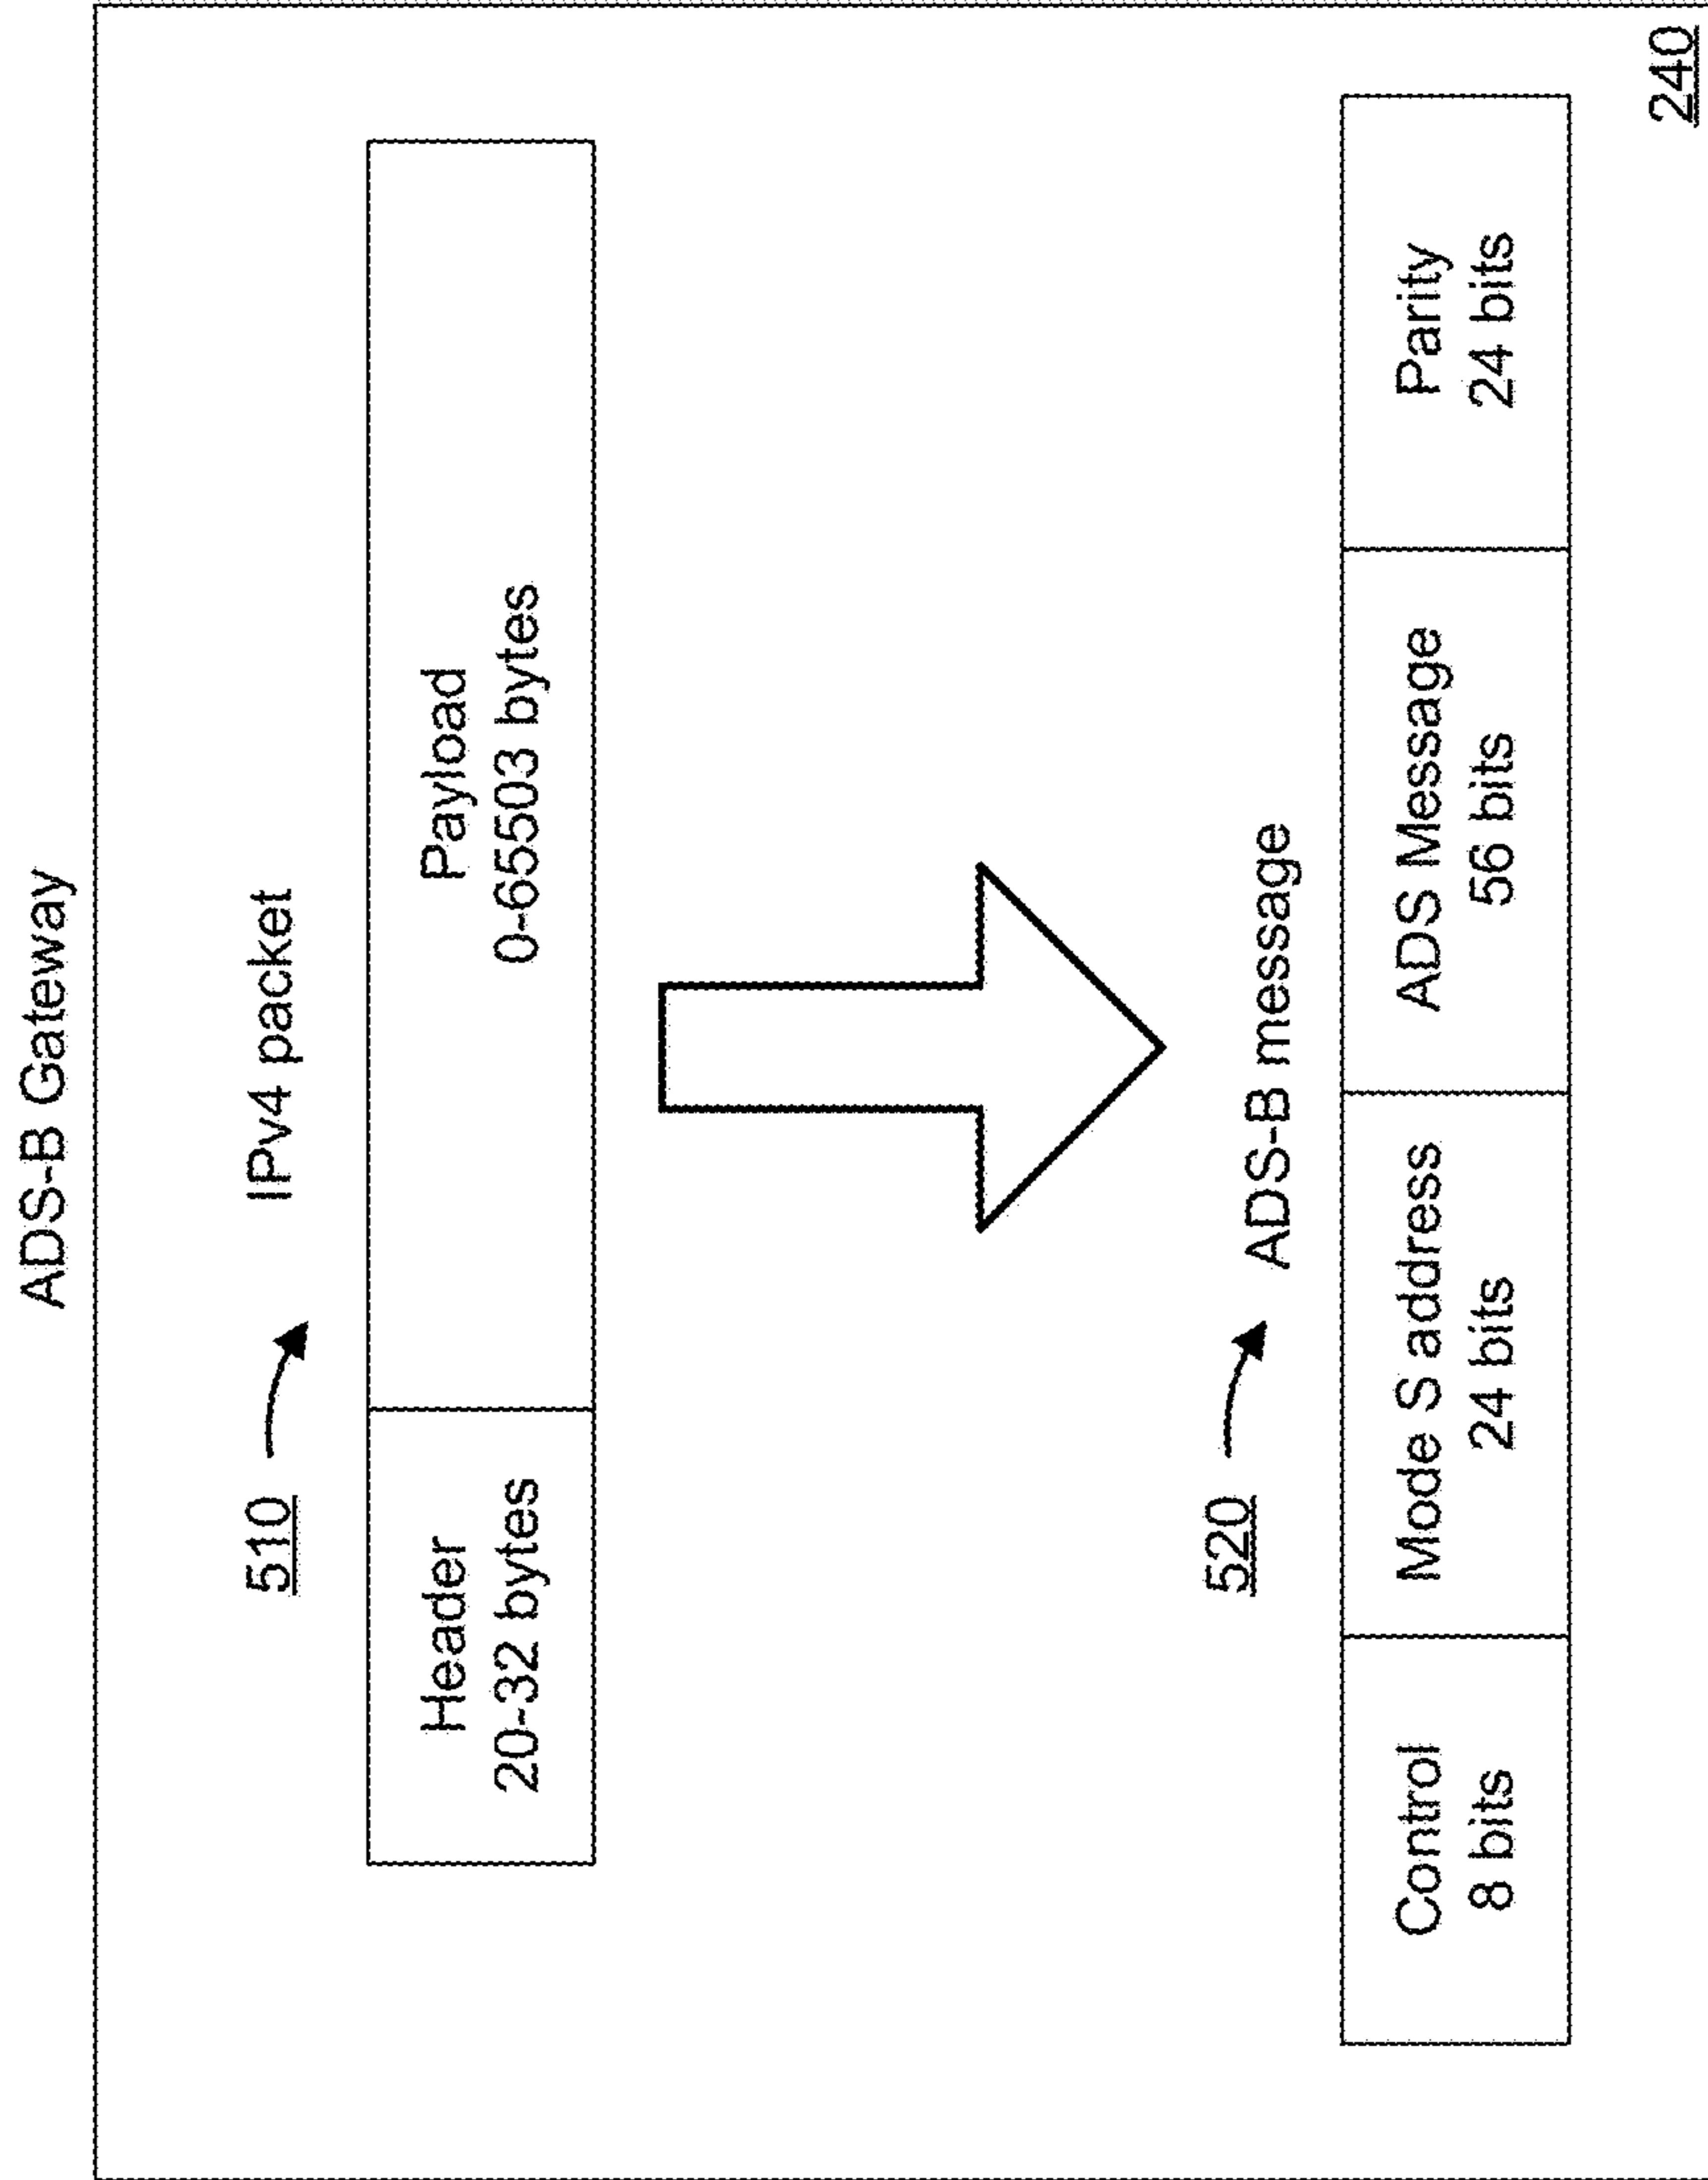 ADS-B Gateway
510
IPv4 packet
Header
20-32 bytes
Payload
0-65503 bytes
520
ADS-B message
Control
8 bits
Mode S address
24 bits
ADS Message
56 bits
Parity
24 bits
240